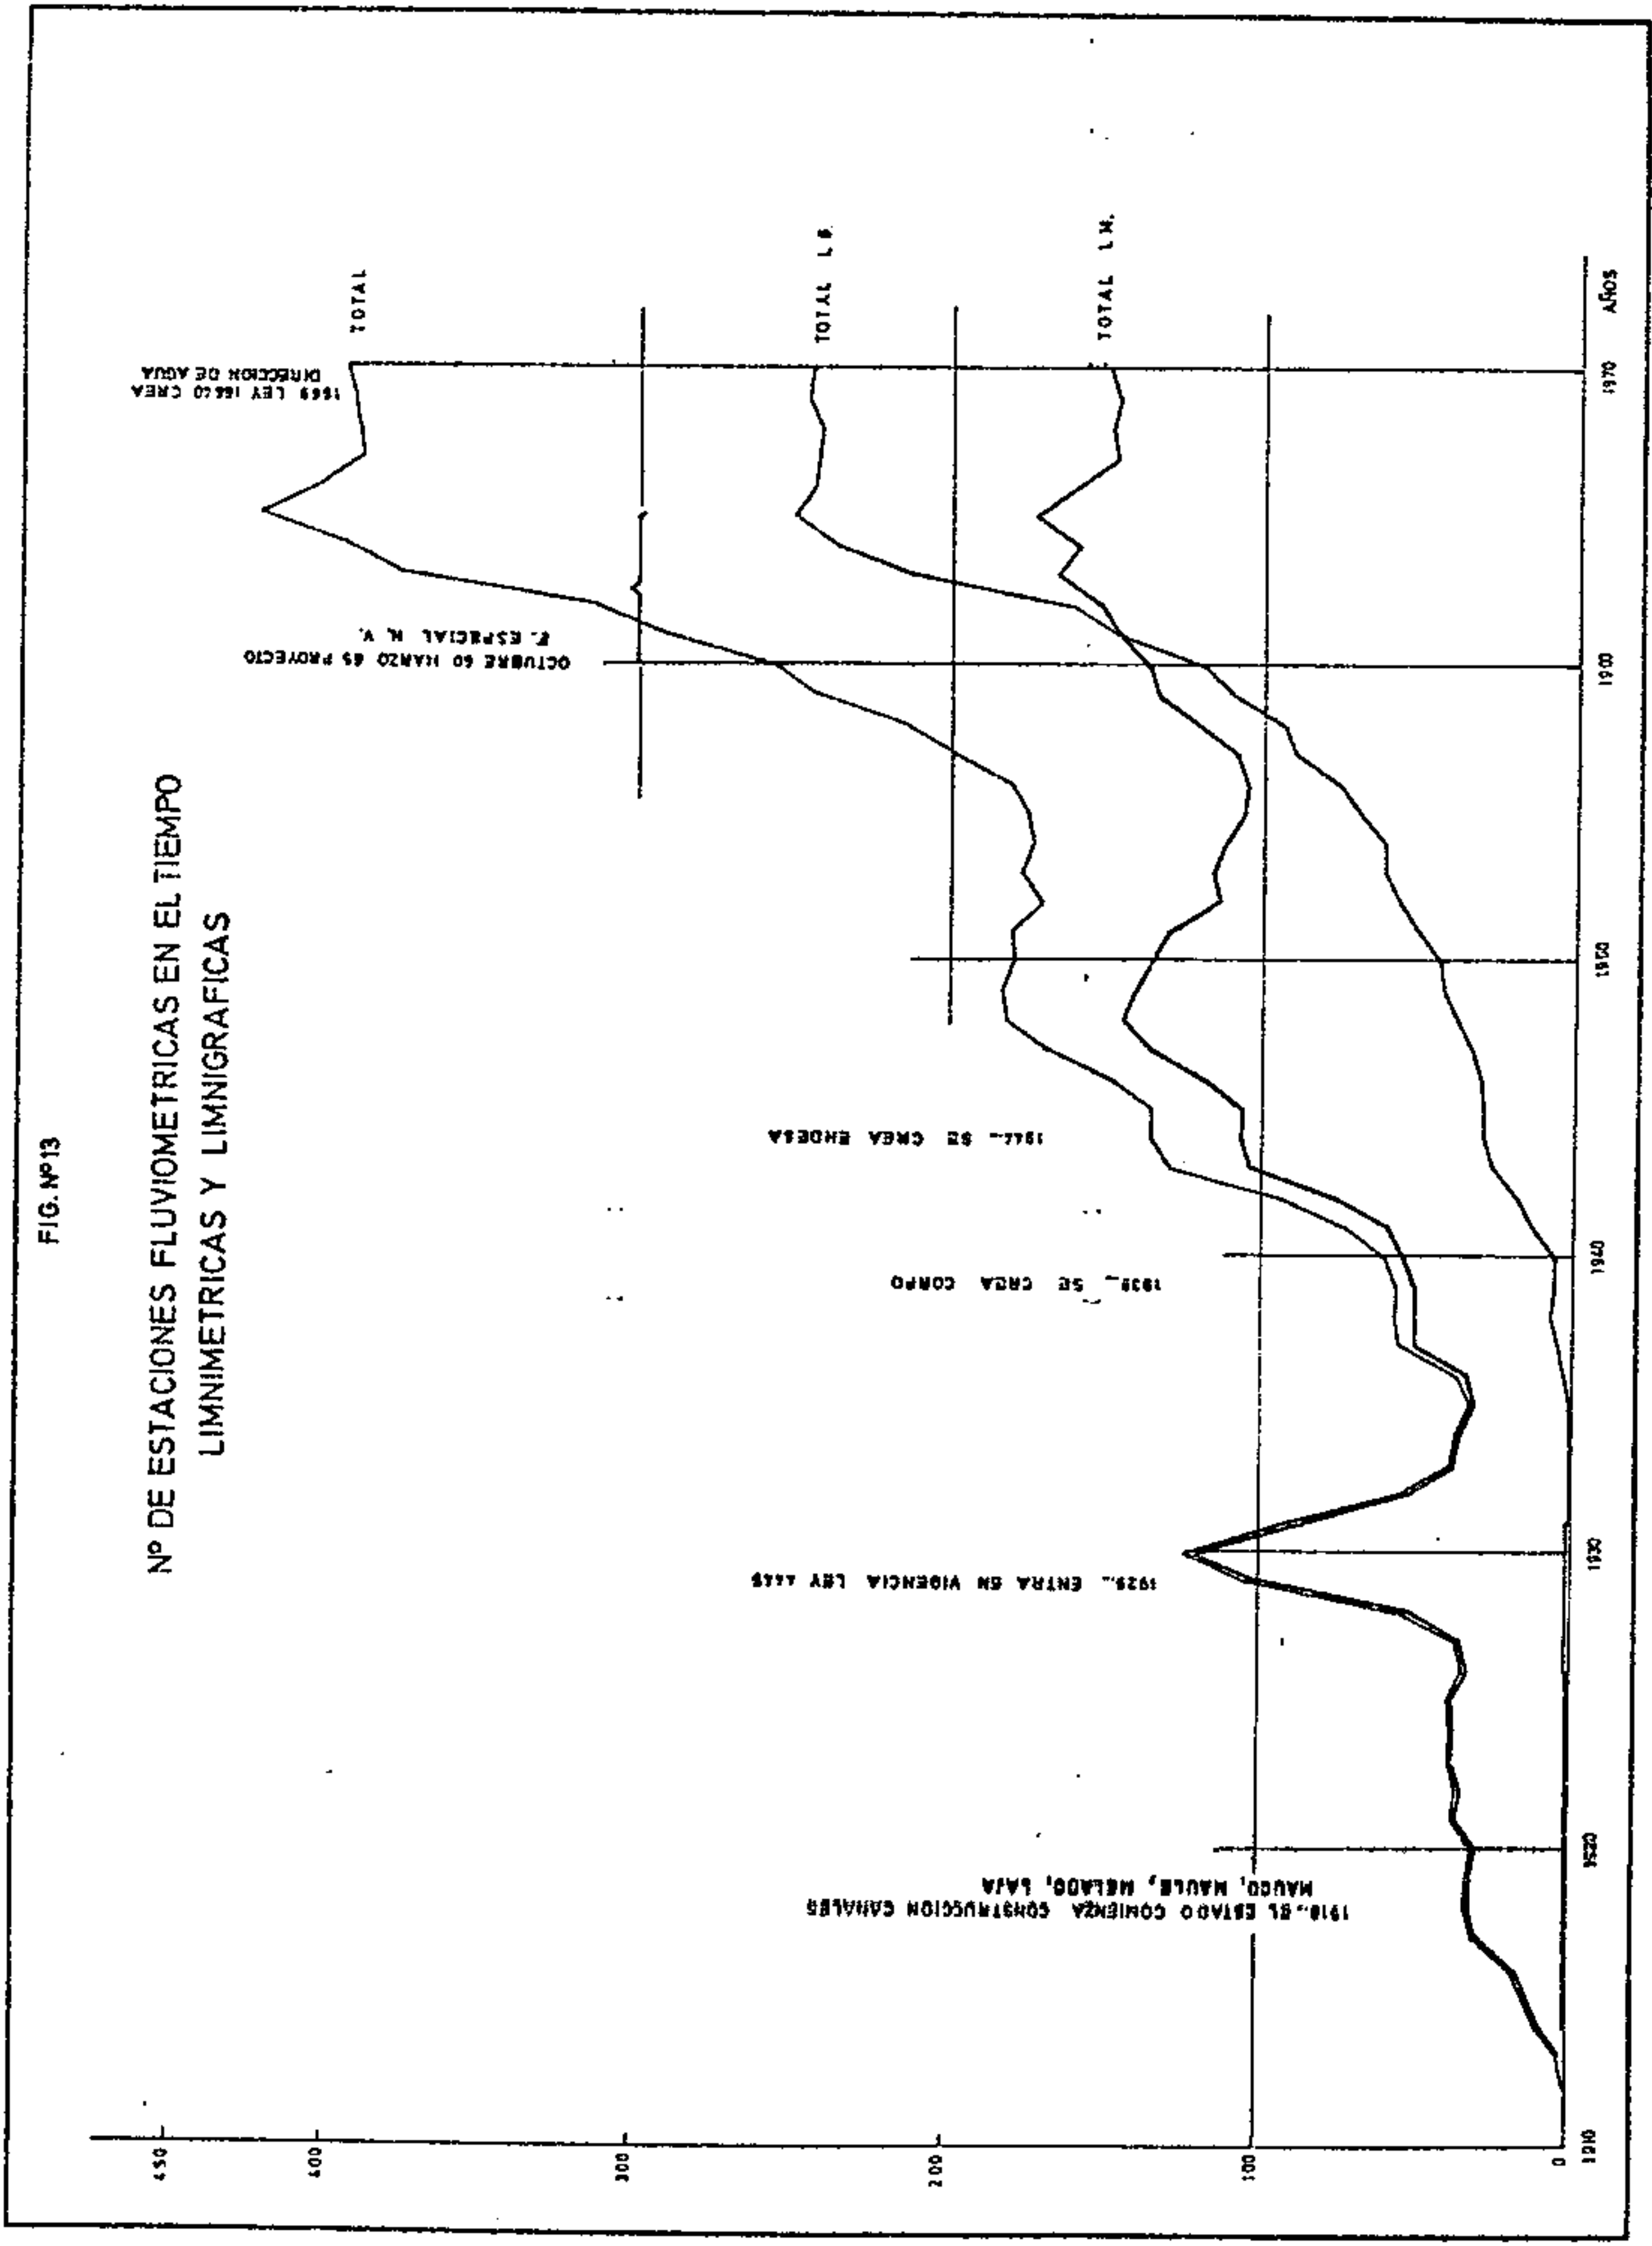 FIG. Nº13
Nº DE ESTACIONES FLUVIOMETRICAS EN EL TIEMPO
LIMNIMETRICAS Y LIMNIGRAFICAS
450
400
300
200
100
0
1910
1920
1930
1940
1950
1960
1970
AÑOS
1918._ EL ESTADO COMIENZA CONSTRUCCION CANALES
MAUCO, MAULE, MELADO, LAJA
1929._ ENTRA EN VIGENCIA LEY 4445
1939._ SE CREA CORFO
1944._ SE CREA ENDESA
OCTUBRE 60 MARZO 65 PROYECTO
F. ESPECIAL N. V.
1969 LEY 16640 CREA
DIRECCION DE AGUA
TOTAL
TOTAL L G.
TOTAL L M.